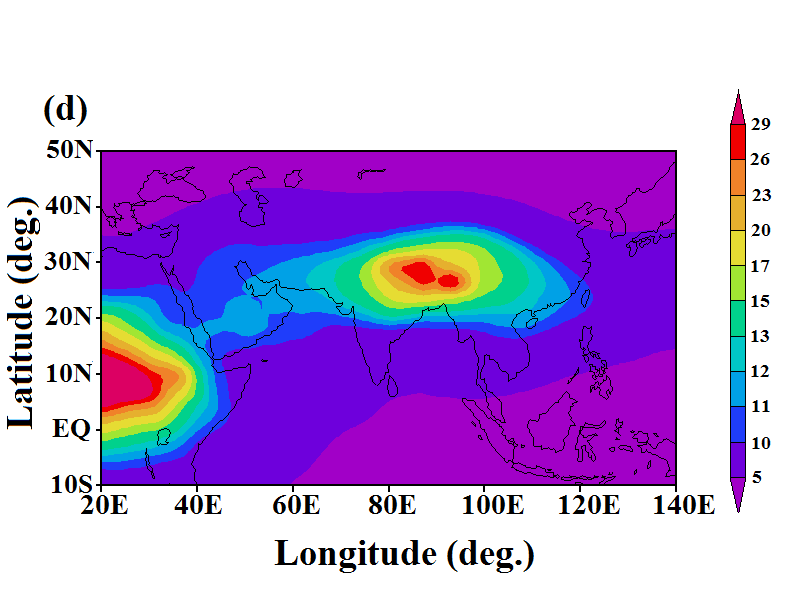 (d)
50N
40N
30N
20N
10N
EQ
10S
Latitude (deg.)
20E 40E 60E 80E 100E 120E 140E
Longitude (deg.)
29
26
23
20
17
15
13
12
11
10
5